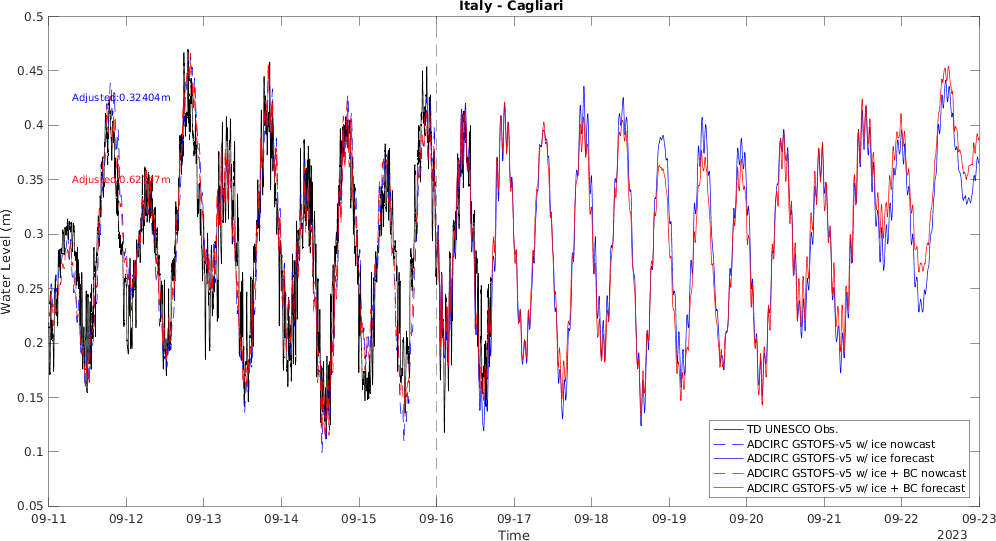 Italy - Cagliari
0.5
0.45
0.4
0.35
0.3
0.25
0.2
0.15
0.1
0.05
Water Level (m)
Adjusted:0.32404m
TD UNESCO Obs.
ADCIRC GSTOFS-v5 w/ ice nowcast
ADCIRC GSTOFS-v5 w/ ice forecast
ADCIRC GSTOFS-v5 w/ ice + BC nowcast
ADCIRC GSTOFS-v5 w/ ice + BC forecast
09-11 09-12 09-13 09-14 09-15 09-16 09-17 09-18 09-19 09-20 09-21 09-22 09-23
Time
2023